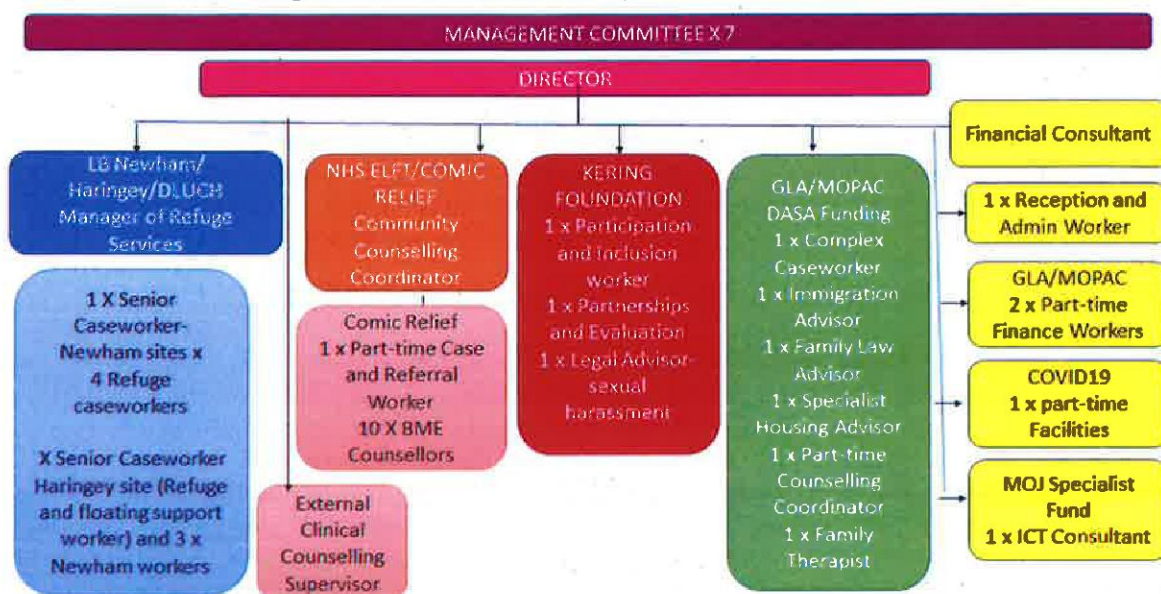 MANAGEMENT COMMITTEE X 7
DIRECTOR
LB Newham/
Haringey/DLUCH
Manager of Refuge
Services
1 X Senior
Caseworker-
Newham sites x
4 Refuge
caseworkers
X Senior Caseworker
Haringey site (Refuge
and floating support
worker) and 3 x
Newham workers
External
Clinical
Counselling
Supervisor
NHS ELFT/COMIC
RELIEF
Community
Counselling
Coordinator
Comic Relief
1 x Part-time Case
and Referral
Worker
10 X BME
Counsellors
KERING
FOUNDATION
1 x Participation
and Inclusion
worker
1 x Partnerships
and Evaluation
1 x Legal Advisor-
sexual
harassment
GLA/MOPAC
DASA Funding
1 x Complex
Caseworker
1 x Immigration
Advisor
1 x Family Law
Advisor
1 x Specialist
Housing Advisor
1 x Part-time
Counselling
Coordinator
1 x Family
Therapist
Financial Consultant
1 x Reception and
Admin Worker
GLA/MOPAC
2 x Part-time
Finance Workers
COVID19
1 x part-time
Facilities
MOJ Specialist
Fund
1 x ICT Consultant